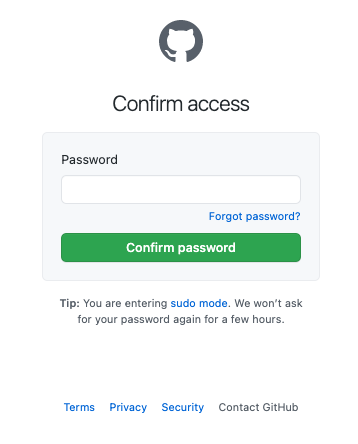 Confirm access
Password
Forgot password?
Confirm password
Tip: You are entering sudo mode. We won't ask
for your password again for a few hours.
Terms Privacy Security Contact GitHub